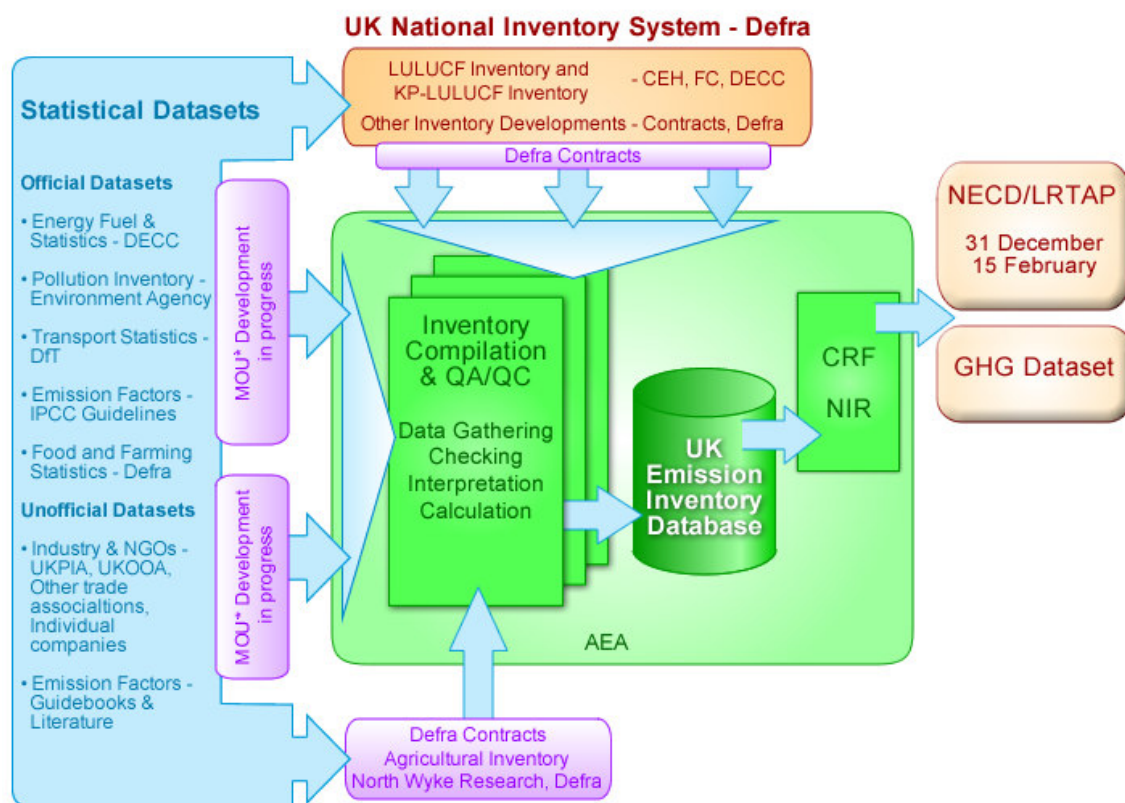 UK National Inventory System - Defra
LULUCF Inventory and
KP-LULUCF Inventory
- CEH, FC, DECC
Other Inventory Developments - Contracts, Defra
Defra Contracts
Statistical Datasets
Official Datasets
• Energy Fuel &
Statistics - DECC
• Pollution Inventory -
Environment Agency
• Transport Statistics -
DfT
• Emission Factors -
IPCC Guidelines
• Food and Farming
Statistics - Defra
Unofficial Datasets
• Industry & NGOs -
UKPIA, UKOOA,
Other trade
associaltions,
Individual
companies
• Emission Factors -
Guidebooks &
Literature
MOU* Development
in progress
MOU* Development
in progress
Inventory
Compilation
& QA/QC
Data Gathering
Checking
Interpretation
Calculation
UK
Emission
Inventory
Database
CRF
NIR
AEA
NECD/LRTAP
31 December
15 February
GHG Dataset
Defra Contracts
Agricultural Inventory
North Wyke Research, Defra